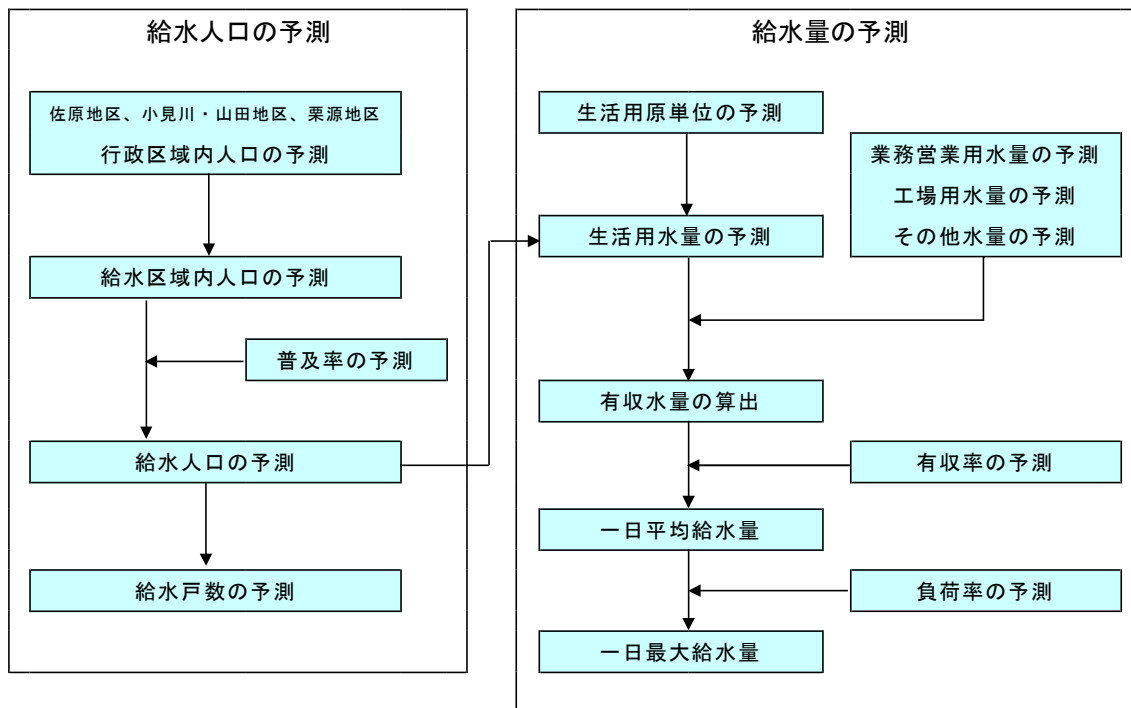 給水人口の予測
佐原地区、小見川・山田地区、栗源地区
行政区域内人口の予測
給水区域内人口の予測
普及率の予測
給水人口の予測
給水戸数の予測
給水量の予測
生活用原単位の予測
業務営業用水量の予測
工場用水量の予測
その他水量の予測
生活用水量の予測
有収水量の算出
有収率の予測
一日平均給水量
負荷率の予測
一日最大給水量